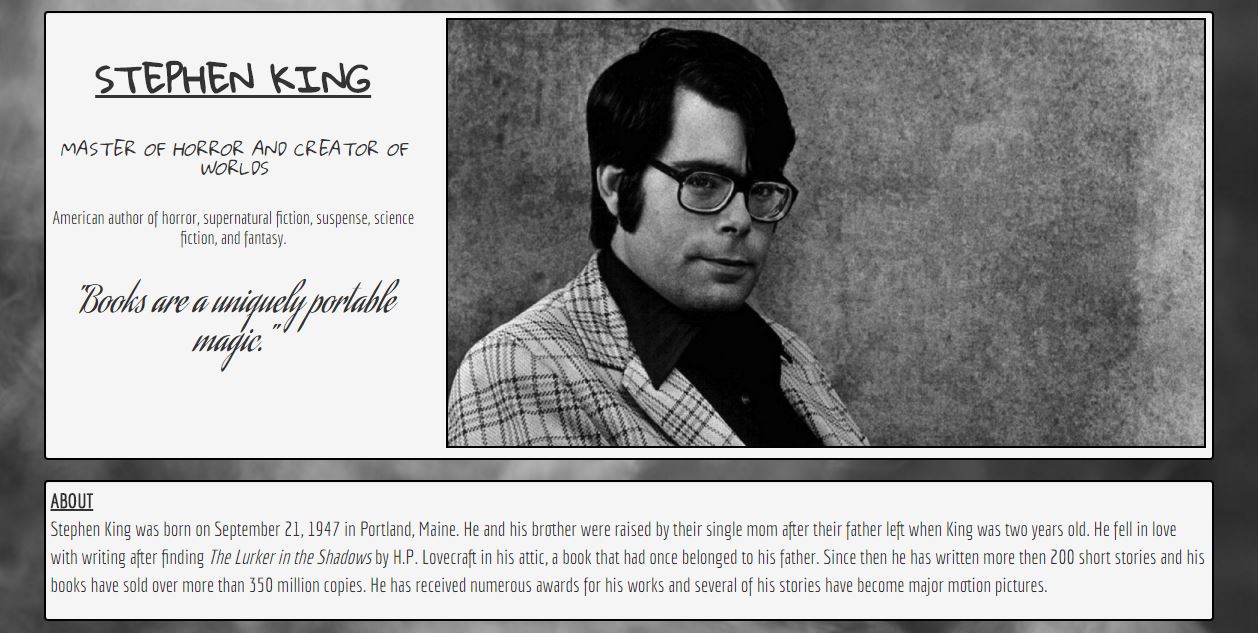 STEPHEN KING
MASTER OF HORROR AND CREATOR OF
WORLDS
American author of horror, supernatural fiction, suspense, science
fiction, and fantasy.
"Books are a uniquely portable
magic."
ABOUT
Stephen King was born on September 21, 1947 in Portland, Maine. He and his brother were raised by their single mom after their father left when King was two years old. He fell in love
with writing after finding The Lurker in the Shadows by H.P. Lovecraft in his attic, a book that had once belonged to his father. Since then he has written more then 200 short stories and his
books have sold over more than 350 million copies. He has received numerous awards for his works and several of his stories have become major motion pictures.